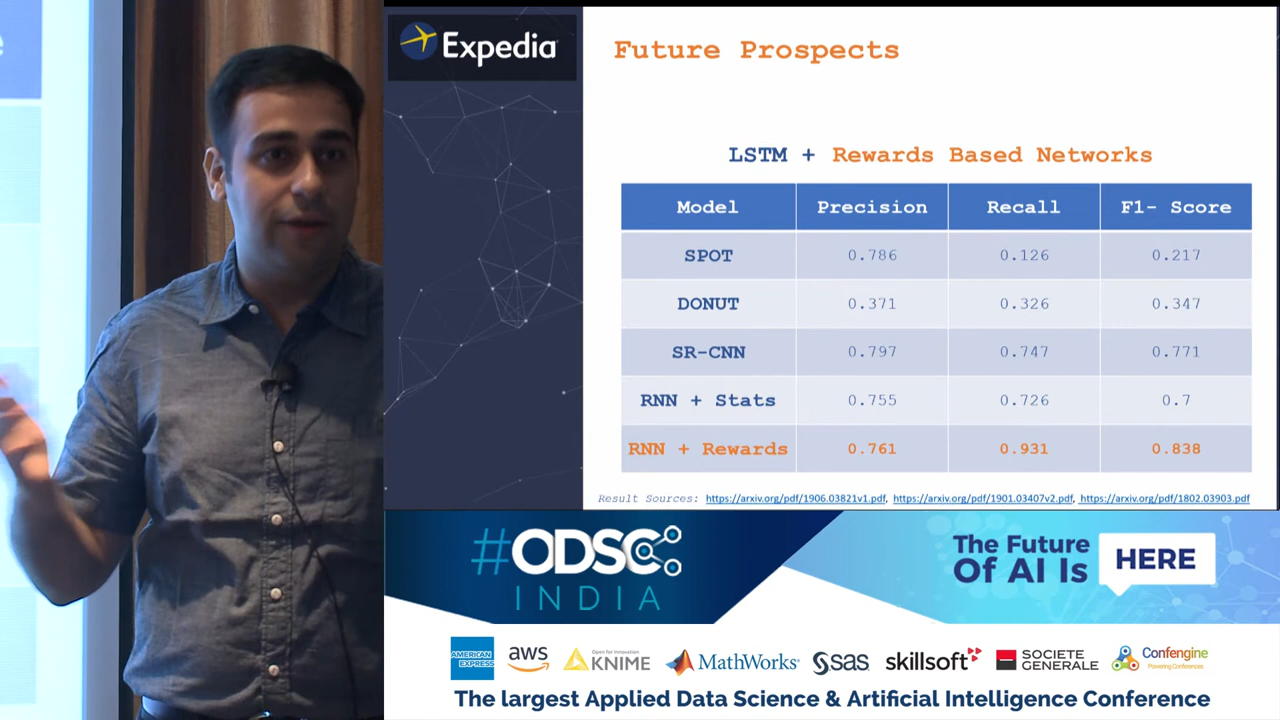 e
Expedia
Future Prospects
LSTM + Rewards Based Networks
Model Precision Recall F1- Score
SPOT 0.786 0.126 0.217
DONUT 0.371 0.326 0.347
SR-CNN 0.797 0.747 0.771
RNN + Stats 0.755 0.726 0.7
RNN + Rewards 0.761 0.931 0.838
Result Sources: https://arxiv.org/pdf/1906.03821v1.pdf, https://arxiv.org/pdf/1901.03407v2.pdf, https://arxiv.org/pdf/1802.03903.pdf
#ODSC
INDIA
The Future
Of AI Is
HERE
AMERICAN
EXPRESS
aws
Open for Innovation
KNIME
MathWorks®
SAS
skillsoft
SOCIETE
GENERALE
Confengine
Powering Conferences
The largest Applied Data Science & Artificial Intelligence Conference